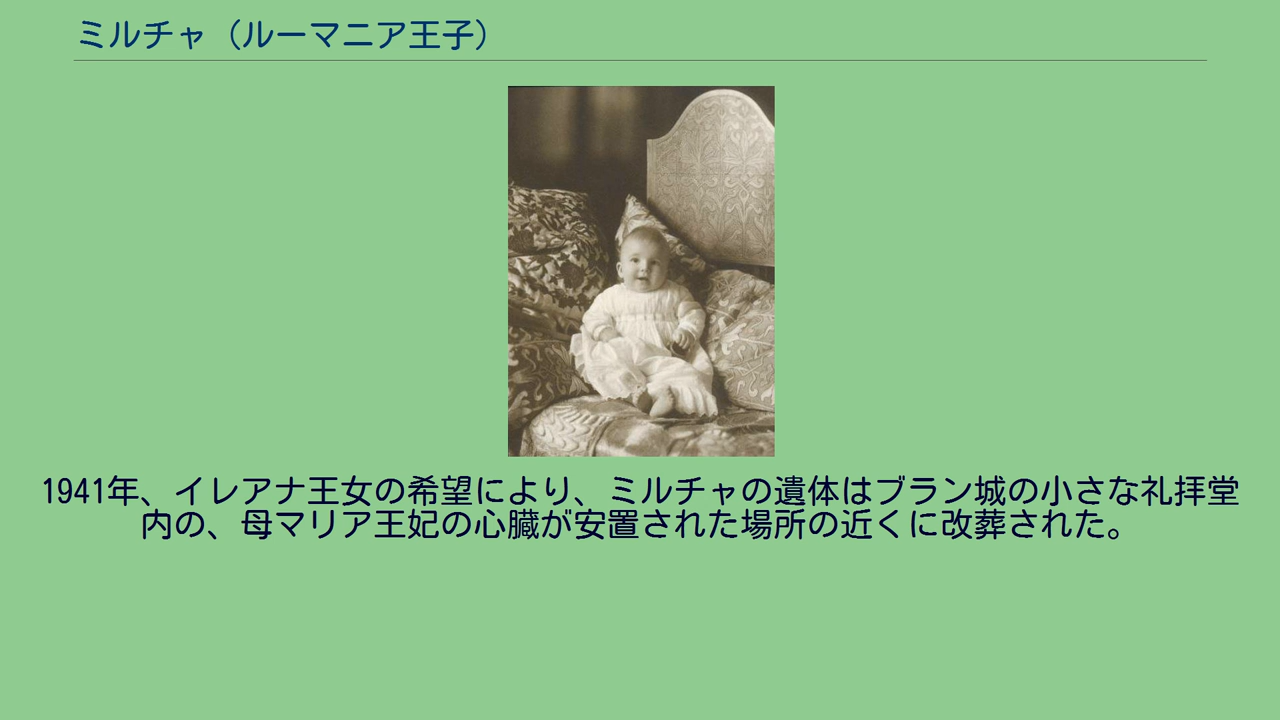 ミルチャ（ルーマニア王子）
1941年、イレアナ王女の希望により、ミルチャの遺体はブラン城の小さな礼拝堂
内の、母マリア王妃の心臓が安置された場所の近くに改葬された。